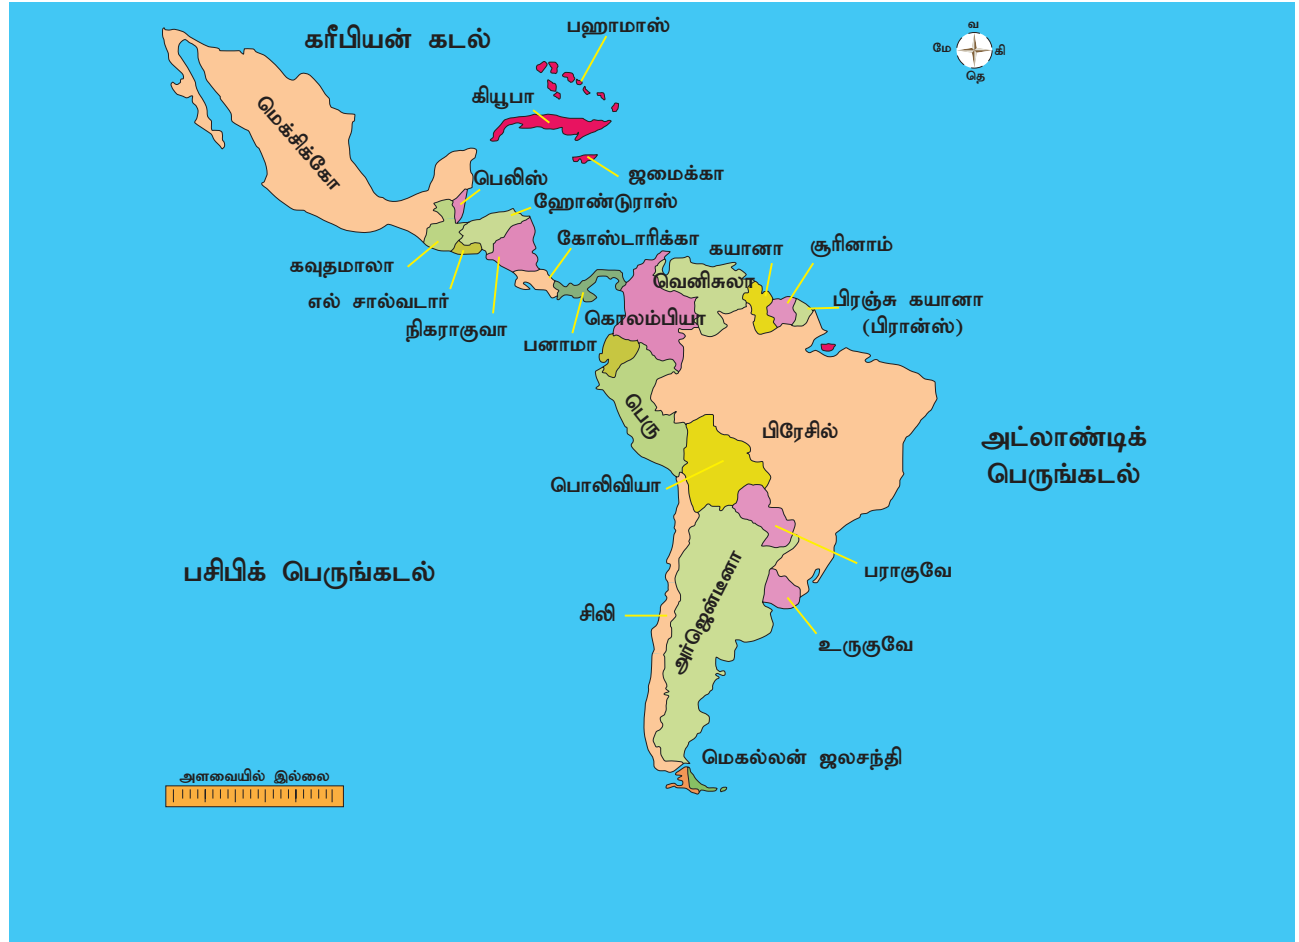 பஹாமாஸ்
கரீபியன் கடல்
வ
மே
கி
தெ
கியூபா
மெக்சிக்கோ
ஜமைக்கா
பெலிஸ்
ஹோண்டுராஸ்
கோஸ்டாரிக்கா
கயானா
சூரினாம்
கவுதமாலா
வெனிசுலா
எல் சால்வடார்
பிரஞ்சு கயானா
(பிரான்ஸ்)
நிகராகுவா
கொலம்பியா
பனாமா
பெரு
பிரேசில்
அட்லாண்டிக்
பெருங்கடல்
பொலிவியா
பசிபிக் பெருங்கடல்
பராகுவே
சிலி
அர்ஜென்டீனா
உருகுவே
மெகல்லன் ஜலசந்தி
அளவையில் இல்லை